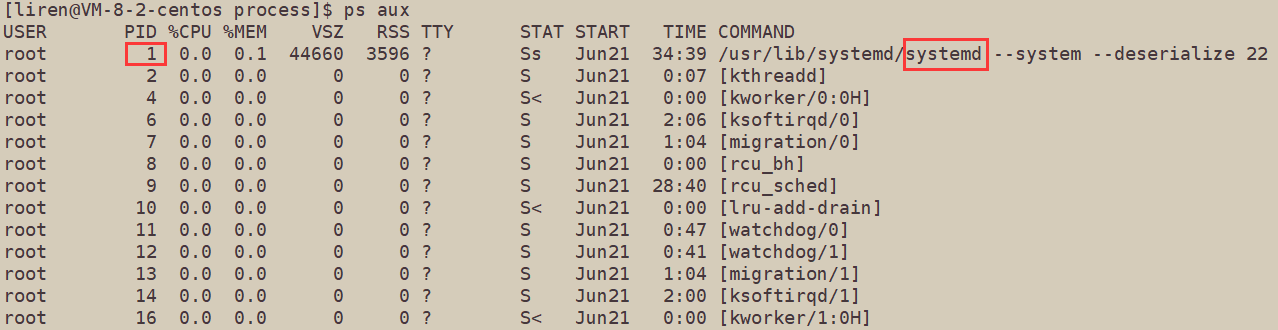 [liren@VM-8-2-centos process]$ ps aux
USER       PID %CPU %MEM    VSZ   RSS TTY      STAT START   TIME COMMAND
root         1  0.0  0.1  44660  3596 ?        Ss   Jun21  34:39 /usr/lib/systemd/systemd --system --deserialize 22
root         2  0.0  0.0      0     0 ?        S    Jun21   0:07 [kthreadd]
root         4  0.0  0.0      0     0 ?        S<   Jun21   0:00 [kworker/0:0H]
root         6  0.0  0.0      0     0 ?        S    Jun21   2:06 [ksoftirqd/0]
root         7  0.0  0.0      0     0 ?        S    Jun21   1:04 [migration/0]
root         8  0.0  0.0      0     0 ?        S    Jun21   0:00 [rcu_bh]
root         9  0.0  0.0      0     0 ?        S    Jun21  28:40 [rcu_sched]
root        10  0.0  0.0      0     0 ?        S<   Jun21   0:00 [lru-add-drain]
root        11  0.0  0.0      0     0 ?        S    Jun21   0:47 [watchdog/0]
root        12  0.0  0.0      0     0 ?        S    Jun21   0:41 [watchdog/1]
root        13  0.0  0.0      0     0 ?        S    Jun21   1:04 [migration/1]
root        14  0.0  0.0      0     0 ?        S    Jun21   2:00 [ksoftirqd/1]
root        16  0.0  0.0      0     0 ?        S<   Jun21   0:00 [kworker/1:0H]